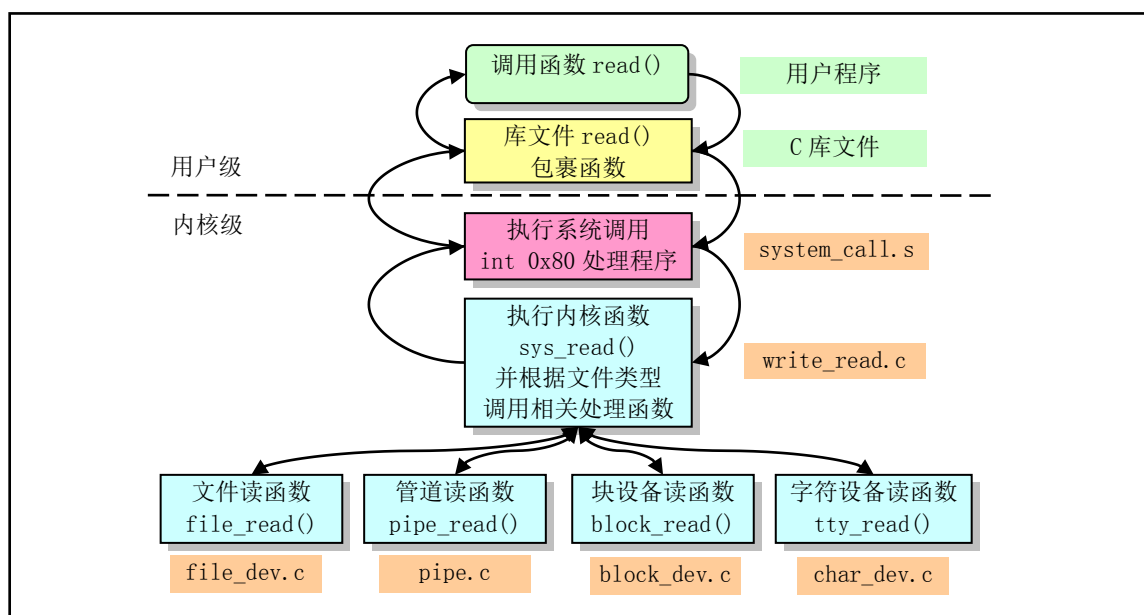 调用函数 read()
用户程序
库文件 read()
包裹函数
C 库文件
用户级
内核级
执行系统调用
int 0x80 处理程序
system_call.s
执行内核函数
sys_read()
并根据文件类型
调用相关处理函数
write_read.c
文件读函数
file_read()
管道读函数
pipe_read()
块设备读函数
block_read()
字符设备读函数
tty_read()
file_dev.c
pipe.c
block_dev.c
char_dev.c